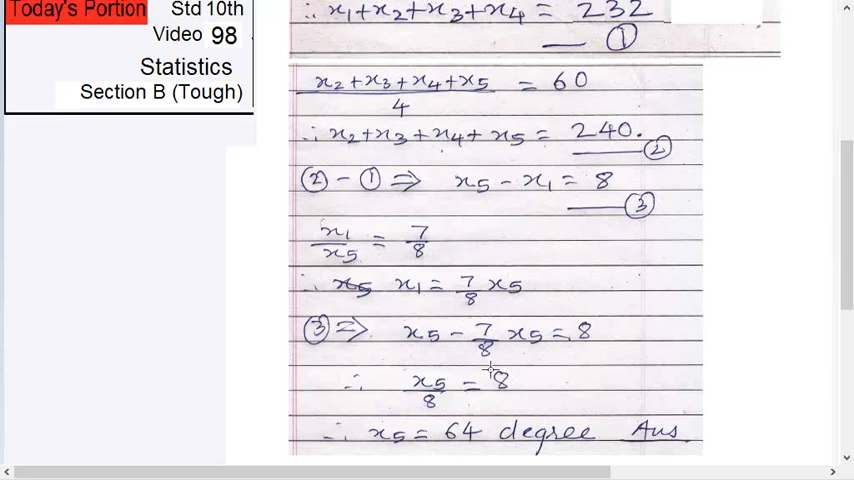 Today's Portion
Std 10th
Video 98
Statistics
Section B (Tough)
∴ x₁+x₂+x₃+x₄ = 232
— ①
x₂+x₃+x₄+x₅ = 60
4
∴ x₂+x₃+x₄+x₅ = 240.
— ②
② - ① ⇒ x₅ - x₁ = 8
— ③
x₁/x₅ = 7/8
∴ x₅ x₁ = 7/8 x₅
③ ⇒ x₅ - 7/8 x₅ = 8
∴ x₅/8 = 8
∴ x₅ = 64 degree Ans